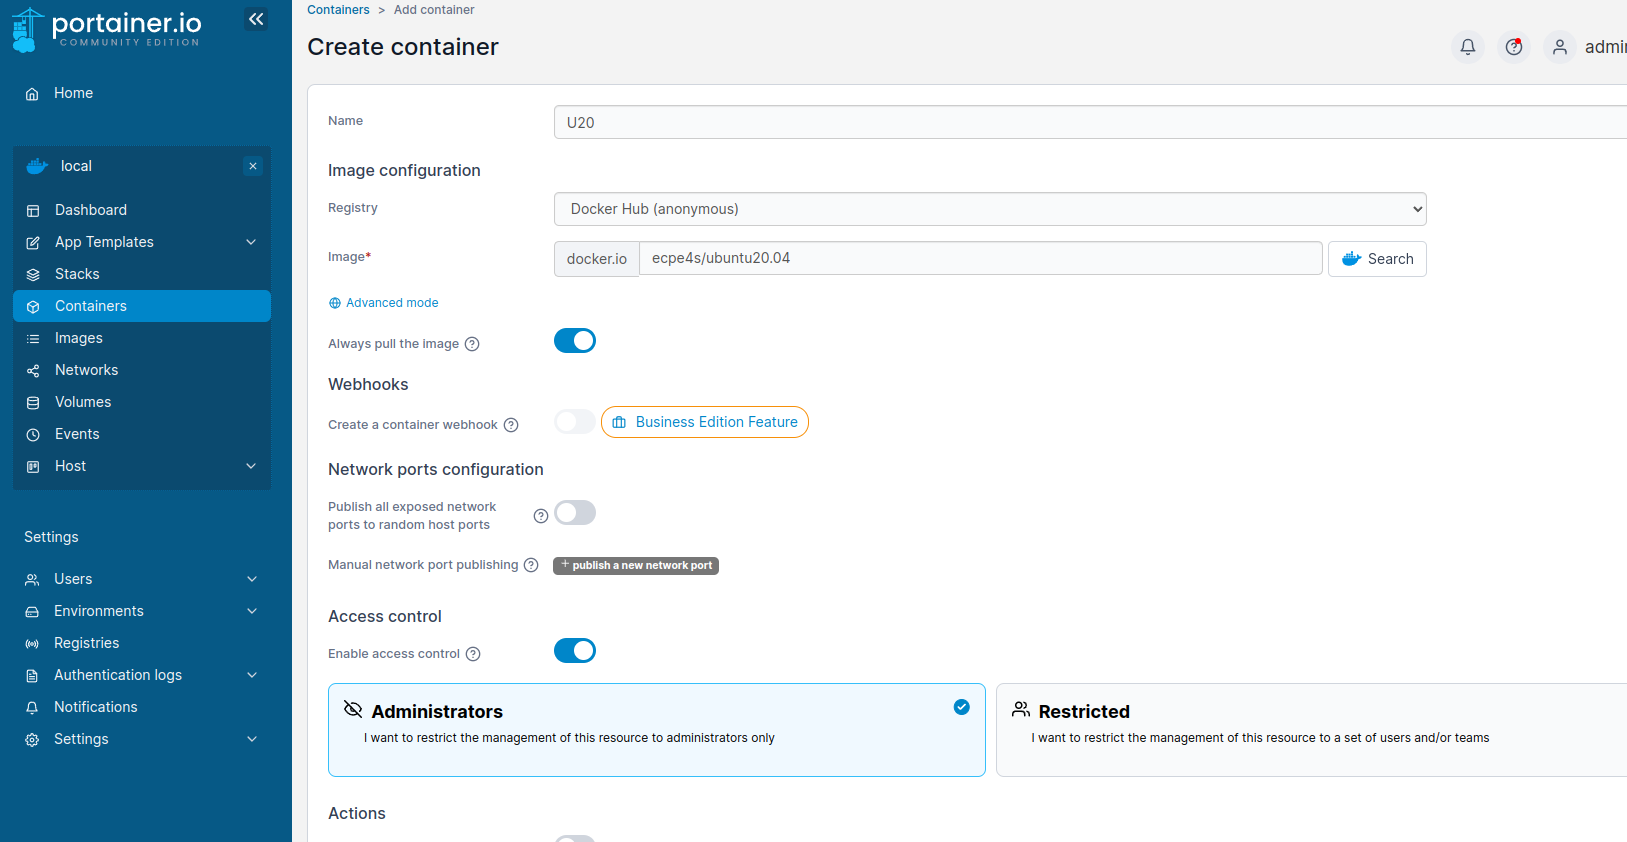 portainer.io
COMMUNITY EDITION
Home
local
Dashboard
App Templates
Stacks
Containers
Images
Networks
Volumes
Events
Host
Settings
Users
Environments
Registries
Authentication logs
Notifications
Settings
Containers > Add container
Create container
admin
Name
U20
Image configuration
Registry
Docker Hub (anonymous)
Image*
docker.io
ecpe4s/ubuntu20.04
Search
Advanced mode
Always pull the image
Webhooks
Create a container webhook
Business Edition Feature
Network ports configuration
Publish all exposed network
ports to random host ports
Manual network port publishing
+ publish a new network port
Access control
Enable access control
Administrators
I want to restrict the management of this resource to administrators only
Restricted
I want to restrict the management of this resource to a set of users and/or teams
Actions